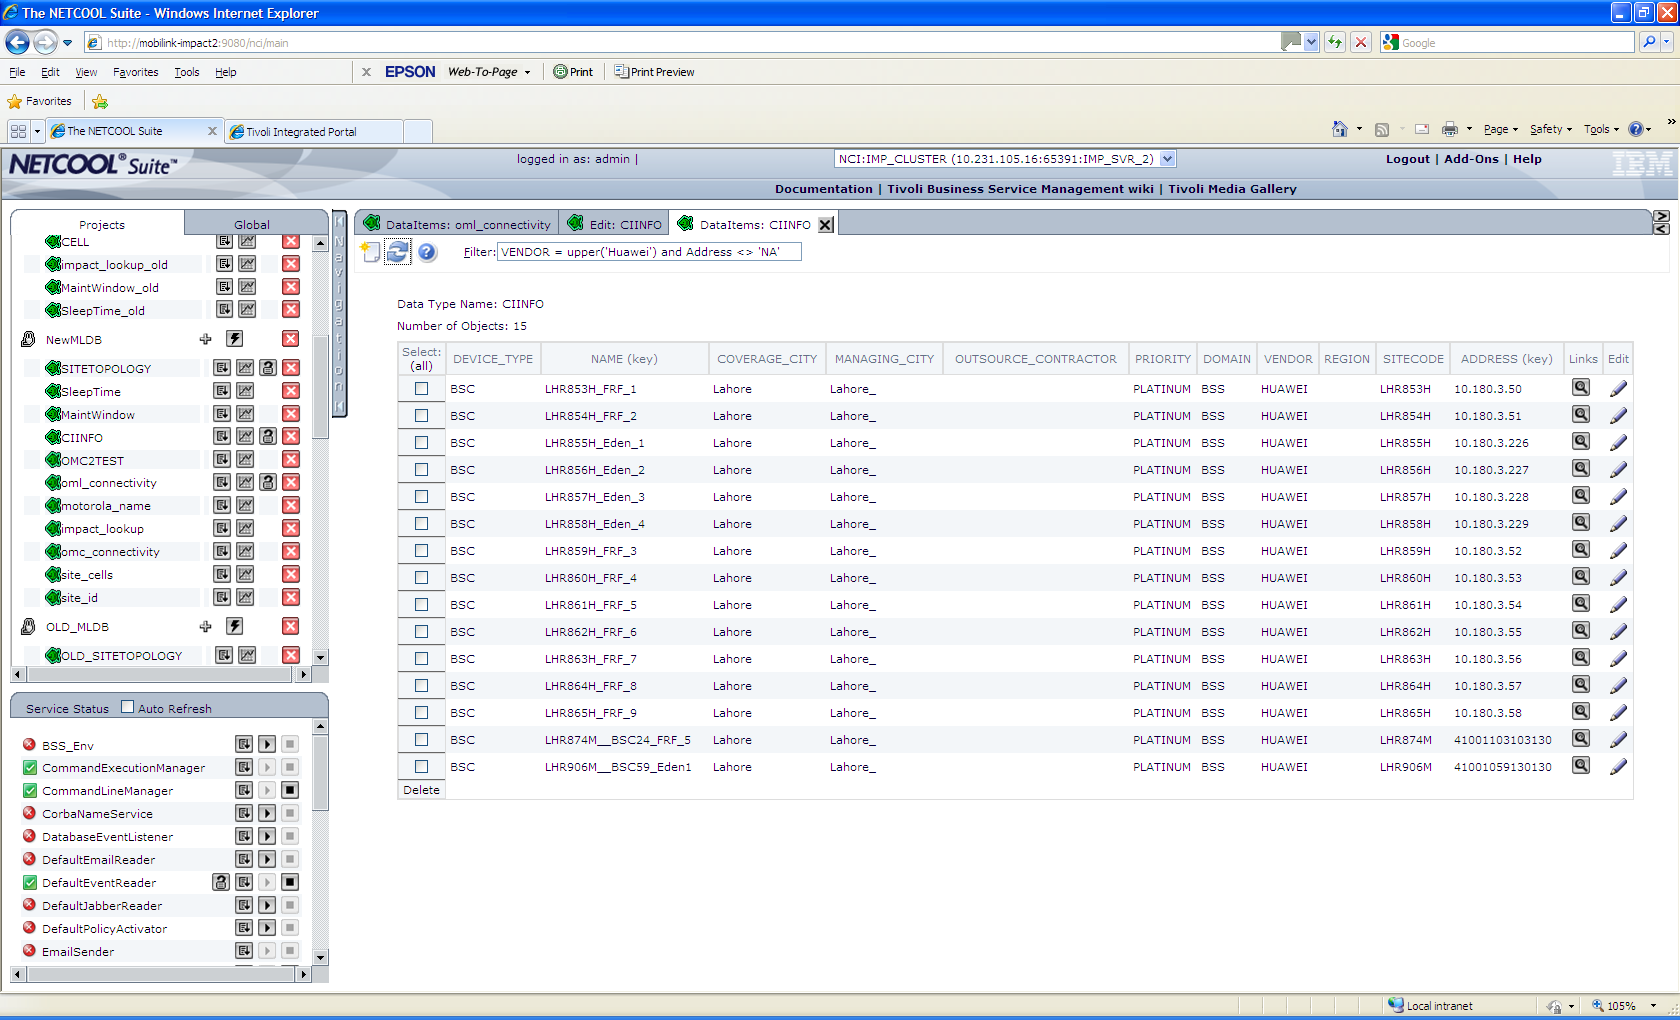 The NETCOOL Suite - Windows Internet Explorer
http://mobilink-impact2:9080/nci/main
Google
File Edit View Favorites Tools Help
x EPSON Web-To-Page Print Print Preview
Favorites
The NETCOOL Suite X Tivoli Integrated Portal
Page Safety Tools »
NETCOOL® Suite™
logged in as: admin |
NCI:IMP_CLUSTER (10.231.105.16:65391:IMP_SVR_2)
Logout | Add-Ons | Help
IBM
Documentation | Tivoli Business Service Management wiki | Tivoli Media Gallery
Projects Global
CELL
impact_lookup_old
MaintWindow_old
SleepTime_old
NewMLDB
SITETOPOLOGY
SleepTime
MaintWindow
CIINFO
OMC2TEST
oml_connectivity
motorola_name
impact_lookup
omc_connectivity
site_cells
site_id
OLD_MLDB
OLD_SITETOPOLOGY
Navigation
Service Status Auto Refresh
BSS_Env
CommandExecutionManager
CommandLineManager
CorbaNameService
DatabaseEventListener
DefaultEmailReader
DefaultEventReader
DefaultJabberReader
DefaultPolicyActivator
EmailSender
DataItems: oml_connectivity Edit: CIINFO DataItems: CIINFO X
Filter: VENDOR = upper('Huawei') and Address <> 'NA'
Data Type Name: CIINFO
Number of Objects: 15
Select: (all) DEVICE_TYPE NAME (key) COVERAGE_CITY MANAGING_CITY OUTSOURCE_CONTRACTOR PRIORITY DOMAIN VENDOR REGION SITECODE ADDRESS (key) Links Edit
BSC LHR853H_FRF_1 Lahore Lahore_ PLATINUM BSS HUAWEI LHR853H 10.180.3.50
BSC LHR854H_FRF_2 Lahore Lahore_ PLATINUM BSS HUAWEI LHR854H 10.180.3.51
BSC LHR855H_Eden_1 Lahore Lahore_ PLATINUM BSS HUAWEI LHR855H 10.180.3.226
BSC LHR856H_Eden_2 Lahore Lahore_ PLATINUM BSS HUAWEI LHR856H 10.180.3.227
BSC LHR857H_Eden_3 Lahore Lahore_ PLATINUM BSS HUAWEI LHR857H 10.180.3.228
BSC LHR858H_Eden_4 Lahore Lahore_ PLATINUM BSS HUAWEI LHR858H 10.180.3.229
BSC LHR859H_FRF_3 Lahore Lahore_ PLATINUM BSS HUAWEI LHR859H 10.180.3.52
BSC LHR860H_FRF_4 Lahore Lahore_ PLATINUM BSS HUAWEI LHR860H 10.180.3.53
BSC LHR861H_FRF_5 Lahore Lahore_ PLATINUM BSS HUAWEI LHR861H 10.180.3.54
BSC LHR862H_FRF_6 Lahore Lahore_ PLATINUM BSS HUAWEI LHR862H 10.180.3.55
BSC LHR863H_FRF_7 Lahore Lahore_ PLATINUM BSS HUAWEI LHR863H 10.180.3.56
BSC LHR864H_FRF_8 Lahore Lahore_ PLATINUM BSS HUAWEI LHR864H 10.180.3.57
BSC LHR865H_FRF_9 Lahore Lahore_ PLATINUM BSS HUAWEI LHR865H 10.180.3.58
BSC LHR874M__BSC24_FRF_5 Lahore Lahore_ PLATINUM BSS HUAWEI LHR874M 41001103103130
BSC LHR906M__BSC59_Eden1 Lahore Lahore_ PLATINUM BSS HUAWEI LHR906M 41001059130130
Delete
Local intranet 105%